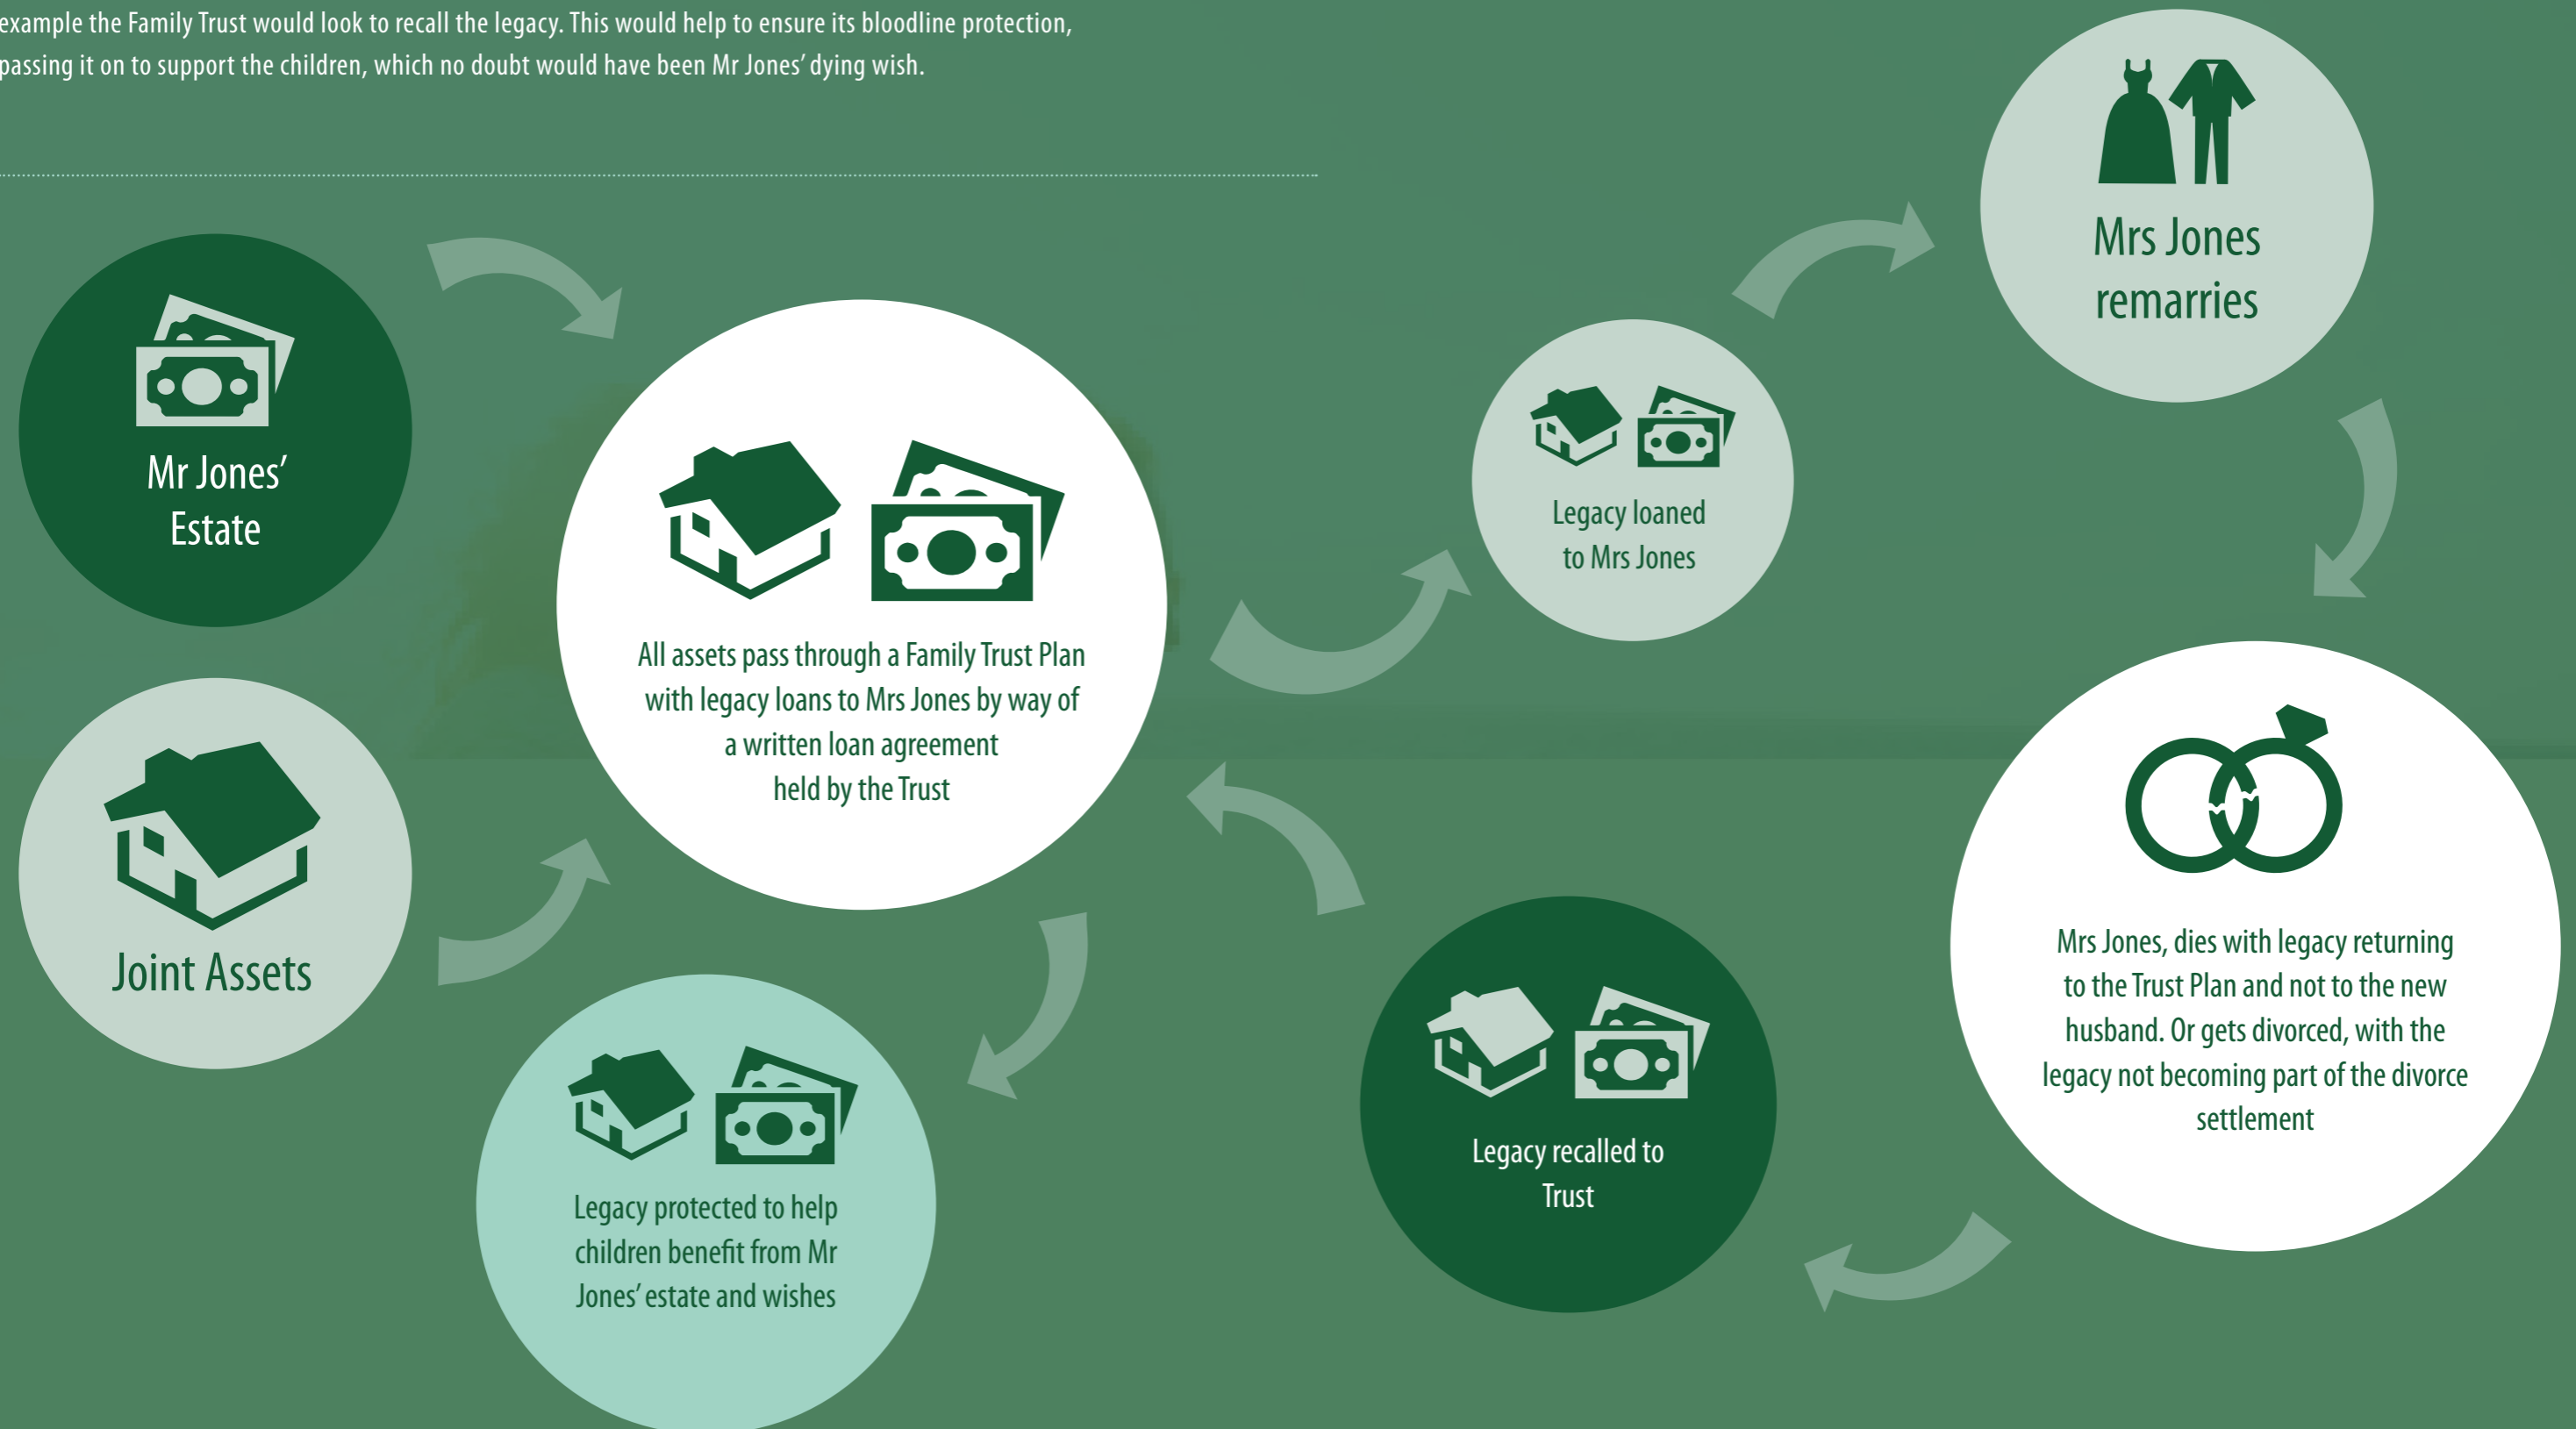 example the Family Trust would look to recall the legacy. This would help to ensure its bloodline protection,
passing it on to support the children, which no doubt would have been Mr Jones’ dying wish.
Mr Jones’
Estate
Joint Assets
All assets pass through a Family Trust Plan
with legacy loans to Mrs Jones by way of
a written loan agreement
held by the Trust
Legacy loaned
to Mrs Jones
Mrs Jones
remarries
Mrs Jones, dies with legacy returning
to the Trust Plan and not to the new
husband. Or gets divorced, with the
legacy not becoming part of the divorce
settlement
Legacy recalled to
Trust
Legacy protected to help
children benefit from Mr
Jones’ estate and wishes